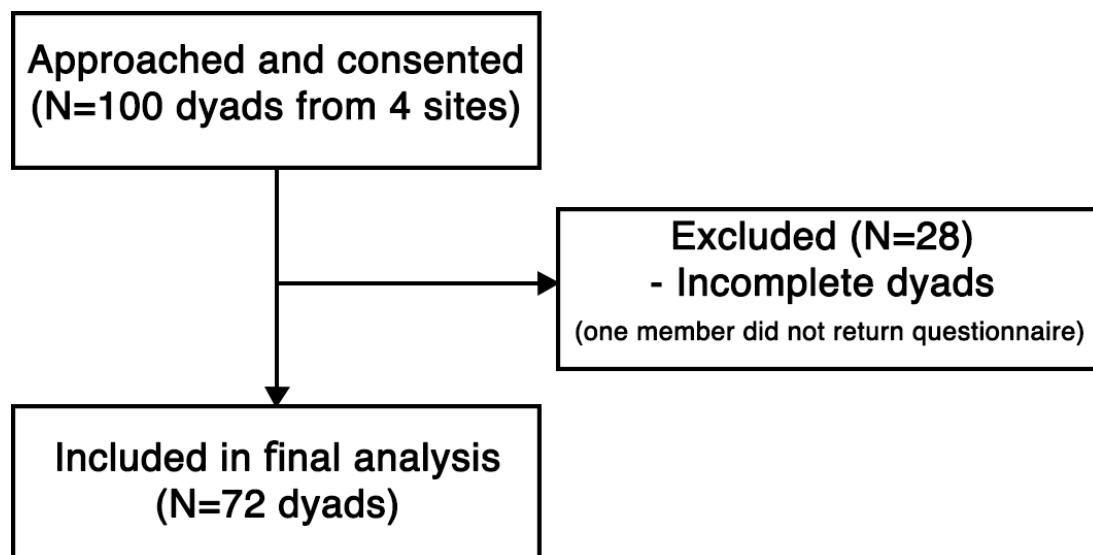 Approached and consented
(N=100 dyads from 4 sites)
Excluded (N=28)
- Incomplete dyads
(one member did not return questionnaire)
Included in final analysis
(N=72 dyads)